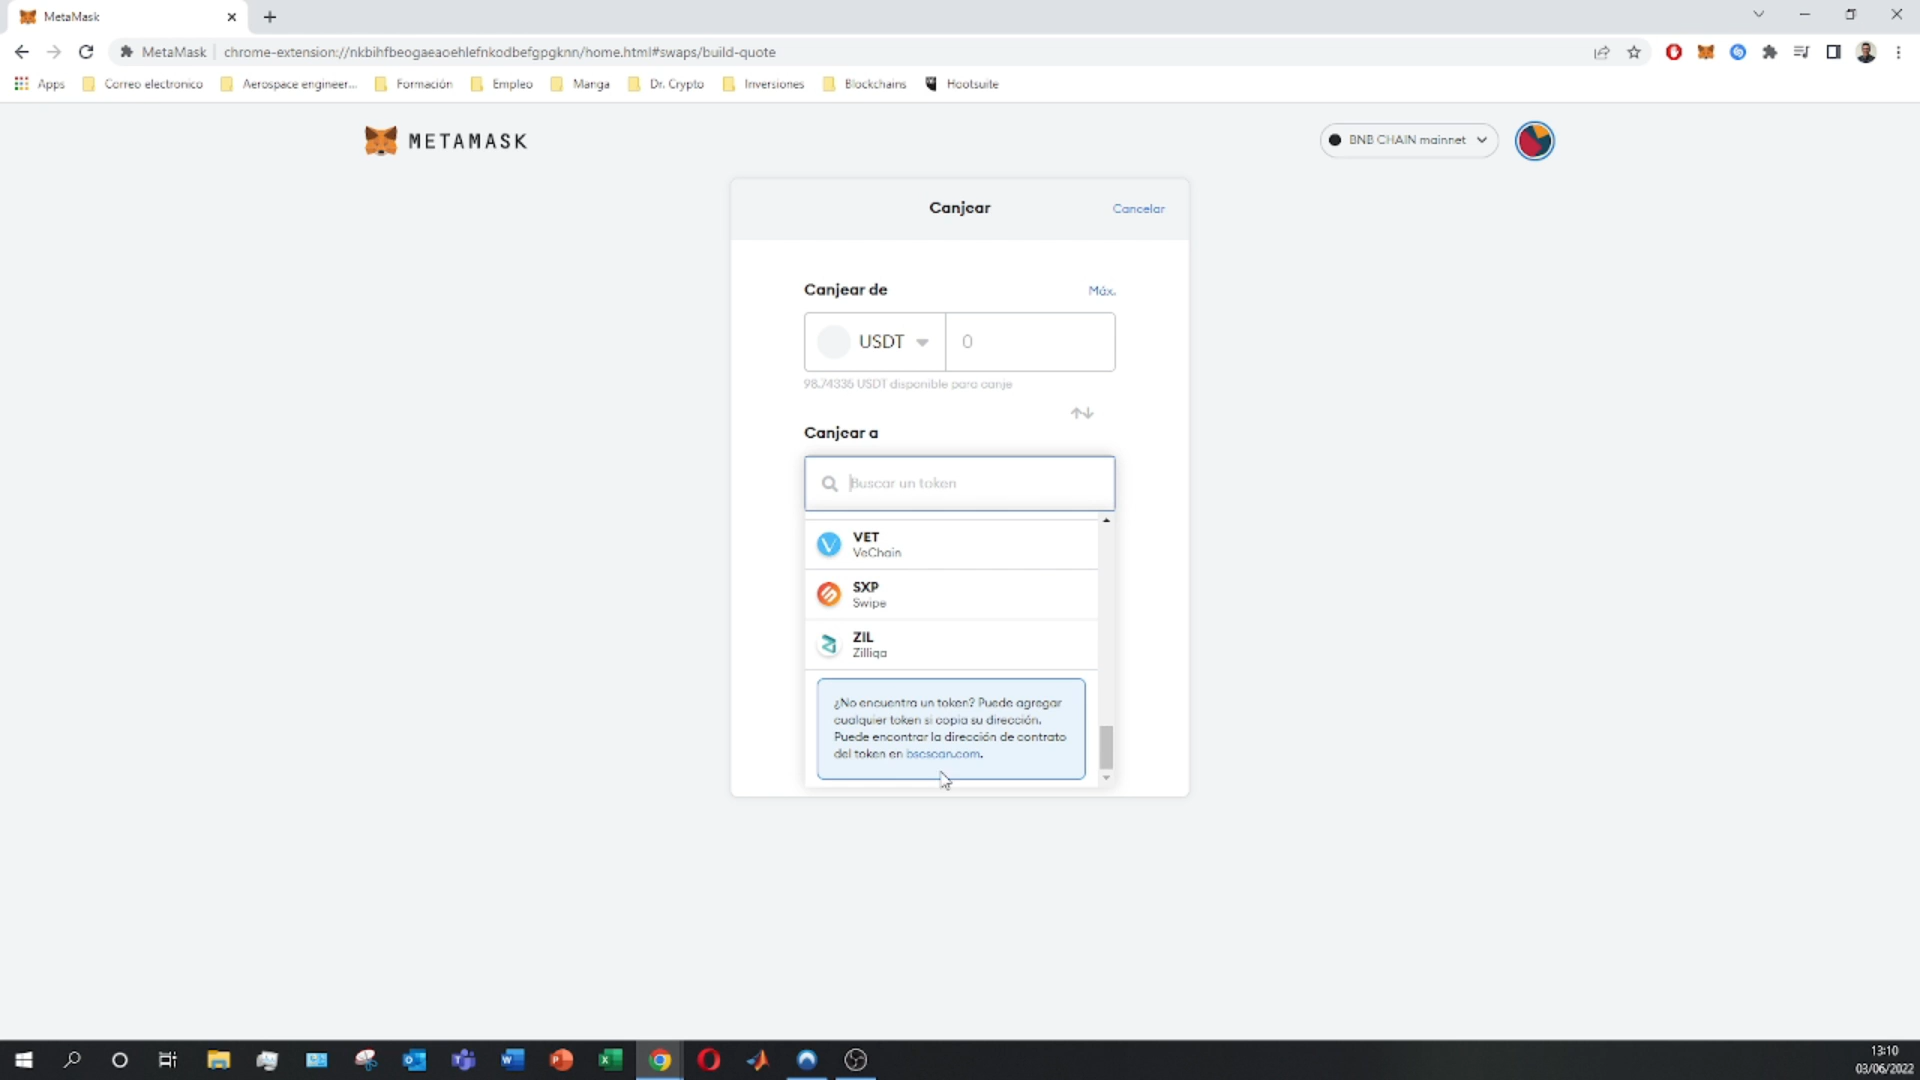 MetaMask
MetaMask
chrome-extension://nkbihfbeogaeaoehlefnkodbefgpgknn/home.html#swaps/build-quote
Apps
Correo electronico
Aerospace engineer...
Formación
Empleo
Manga
Dr. Crypto
Inversiones
Blockchains
Hootsuite
METAMASK
BNB CHAIN mainnet
Canjear
Cancelar
Canjear de
Máx.
USDT
0
98.74335 USDT disponible para canje
Canjear a
Buscar un token
VET
VeChain
SXP
Swipe
ZIL
Zilliqa
¿No encuentra un token? Puede agregar
cualquier token si copia su dirección.
Puede encontrar la dirección de contrato
del token en bscscan.com.
13:10
03/06/2022